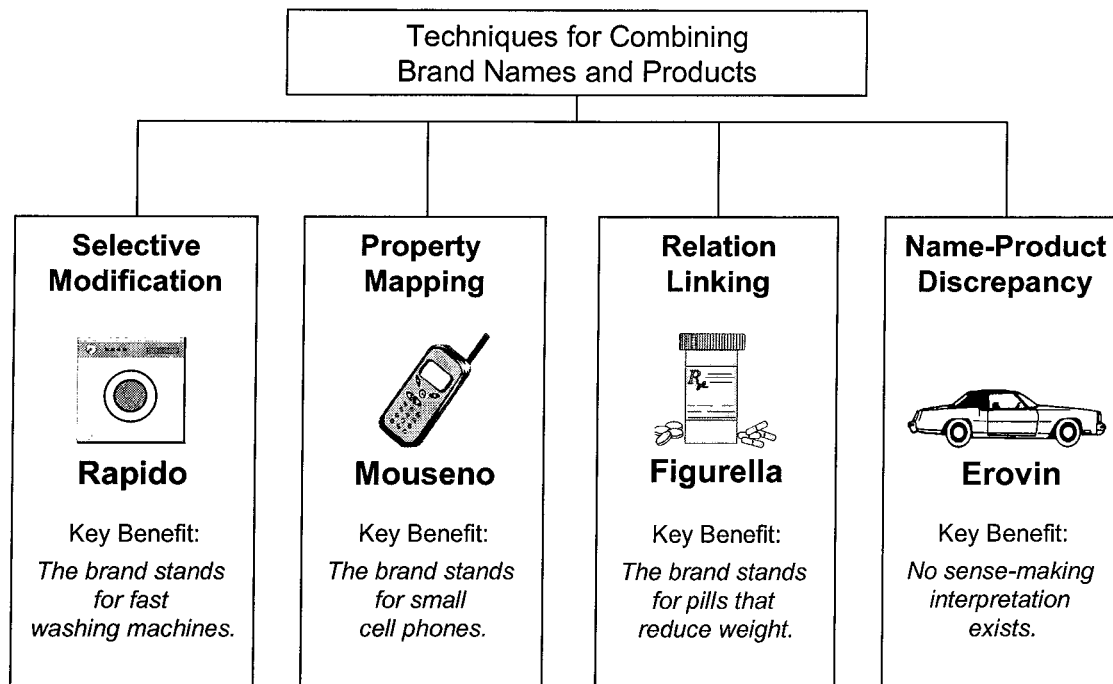 Techniques for Combining
Brand Names and Products
Selective
Modification
Rapido
Key Benefit:
The brand stands
for fast
washing machines.
Property
Mapping
Mouseno
Key Benefit:
The brand stands
for small
cell phones.
Relation
Linking
Rx
Figurella
Key Benefit:
The brand stands
for pills that
reduce weight.
Name-Product
Discrepancy
Erovin
Key Benefit:
No sense-making
interpretation
exists.